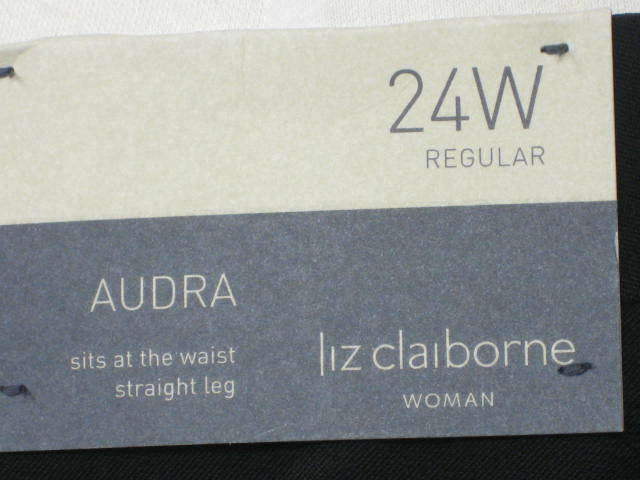 24W
REGULAR
AUDRA
sits at the waist
straight leg
liz claiborne
WOMAN